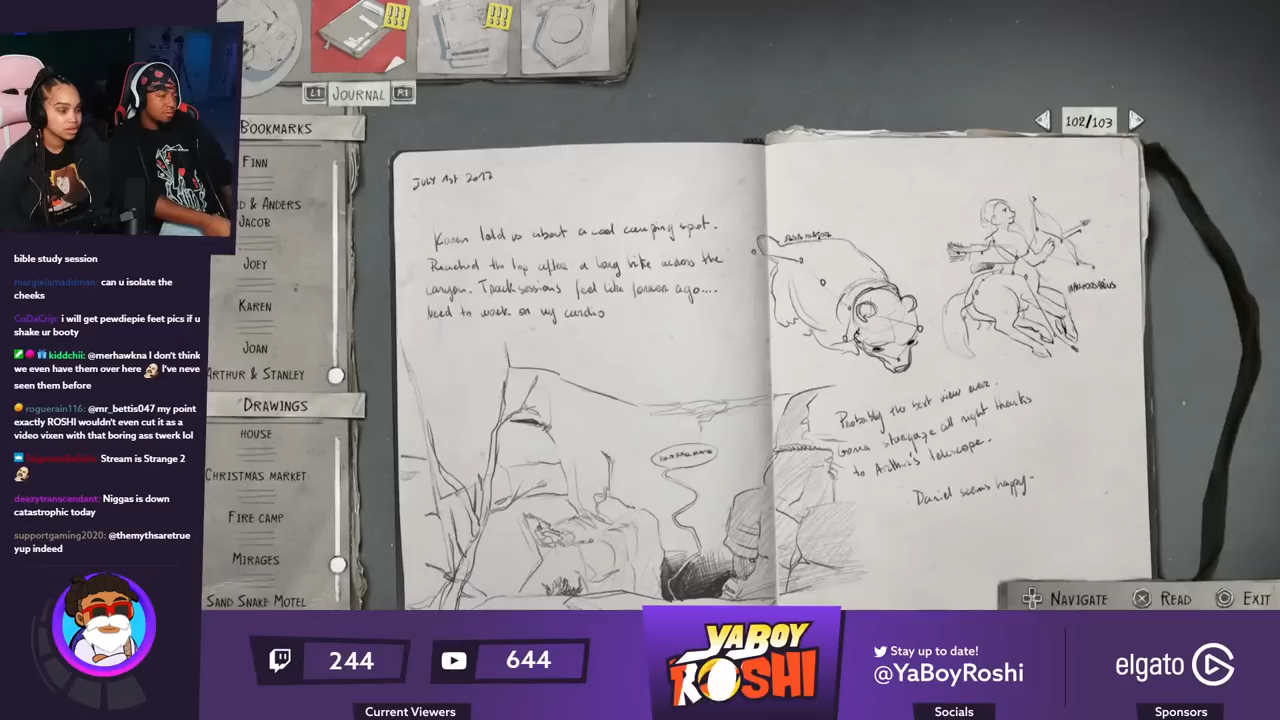 L1 JOURNAL R1
102/103
BOOKMARKS
FINN
D & ANDERS
JACOB
JOEY
KAREN
JOAN
ARTHUR & STANLEY
DRAWINGS
HOUSE
CHRISTMAS MARKET
FIRE CAMP
MIRAGES
SAND SNAKE MOTEL
JULY 1st 2017
Karen told us about a cool camping spot.
Reached the top after a long hike across the
canyon. Track sessions feel like forever ago....
Need to work on my cardio
Probably the best view ever.
Gonna stargaze all night thanks
to Arthur's telescope.
Daniel seems happy.
NAVIGATE READ EXIT
bible study session
margielamaddman: can u isolate the
cheeks
CoDaCrip: i will get pewdiepie feet pics if u
shake ur booty
kiddchii: @merhawkna I don't think
we even have them over here I've never
seen them before
roguerain116: @mr_bettis047 my point
exactly ROSHI wouldn't even cut it as a
video vixen with that boring ass twerk lol
Stream is Strange 2
deezytranscendant: Niggas is down
catastrophic today
supportgaming2020: @themythsaretrue
yup indeed
244
644
Current Viewers
YABOY
ROSHI
Stay up to date!
@YaBoyRoshi
Socials
elgato
Sponsors